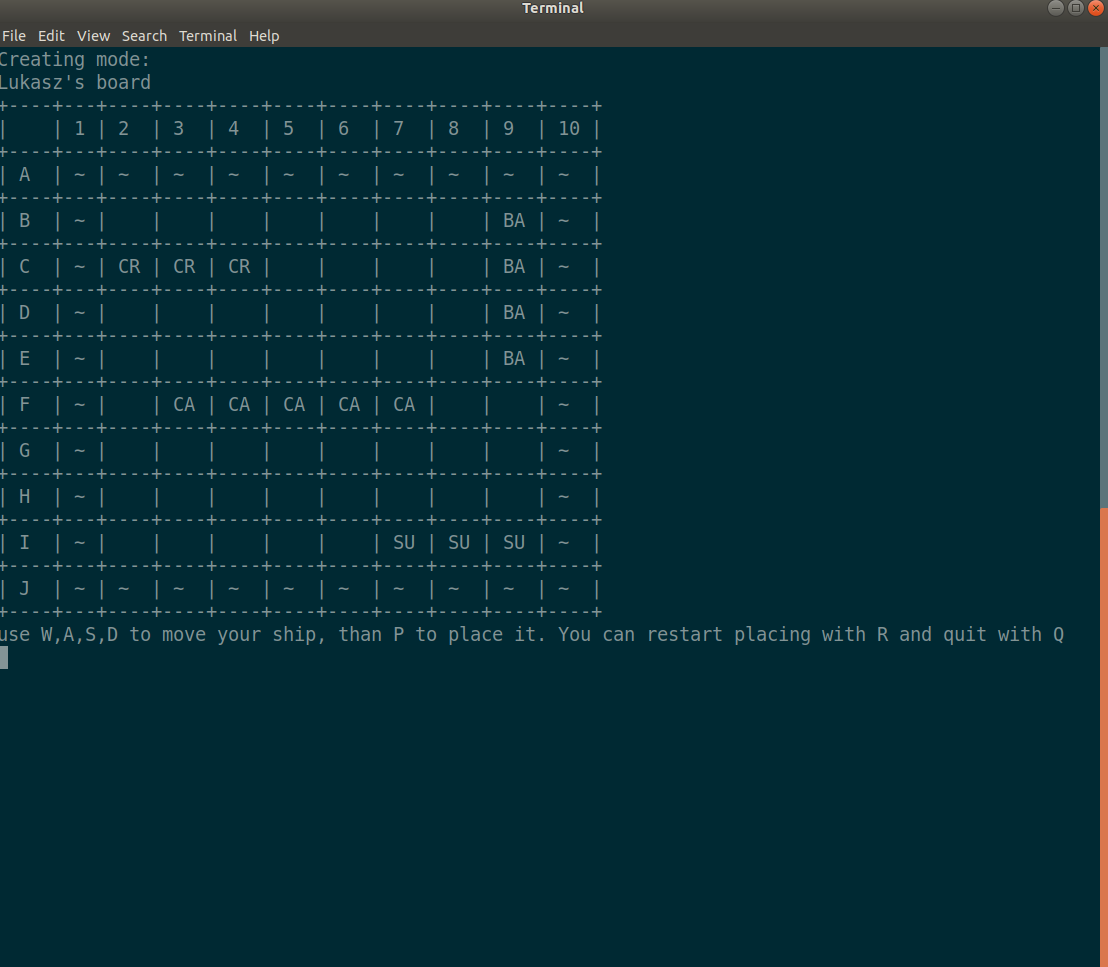 Terminal
File Edit View Search Terminal Help
Creating mode:
Lukasz's board
+----+---+----+----+----+----+----+----+----+----+----+
|    | 1 | 2  | 3  | 4  | 5  | 6  | 7  | 8  | 9  | 10 |
+----+---+----+----+----+----+----+----+----+----+----+
| A  | ~ | ~  | ~  | ~  | ~  | ~  | ~  | ~  | ~  | ~  |
+----+---+----+----+----+----+----+----+----+----+----+
| B  | ~ |    |    |    |    |    |    |    | BA | ~  |
+----+---+----+----+----+----+----+----+----+----+----+
| C  | ~ | CR | CR | CR |    |    |    |    | BA | ~  |
+----+---+----+----+----+----+----+----+----+----+----+
| D  | ~ |    |    |    |    |    |    |    | BA | ~  |
+----+---+----+----+----+----+----+----+----+----+----+
| E  | ~ |    |    |    |    |    |    |    | BA | ~  |
+----+---+----+----+----+----+----+----+----+----+----+
| F  | ~ |    | CA | CA | CA | CA | CA |    |    | ~  |
+----+---+----+----+----+----+----+----+----+----+----+
| G  | ~ |    |    |    |    |    |    |    |    | ~  |
+----+---+----+----+----+----+----+----+----+----+----+
| H  | ~ |    |    |    |    |    |    |    |    | ~  |
+----+---+----+----+----+----+----+----+----+----+----+
| I  | ~ |    |    |    |    |    | SU | SU | SU | ~  |
+----+---+----+----+----+----+----+----+----+----+----+
| J  | ~ | ~  | ~  | ~  | ~  | ~  | ~  | ~  | ~  | ~  |
+----+---+----+----+----+----+----+----+----+----+----+
use W,A,S,D to move your ship, than P to place it. You can restart placing with R and quit with Q